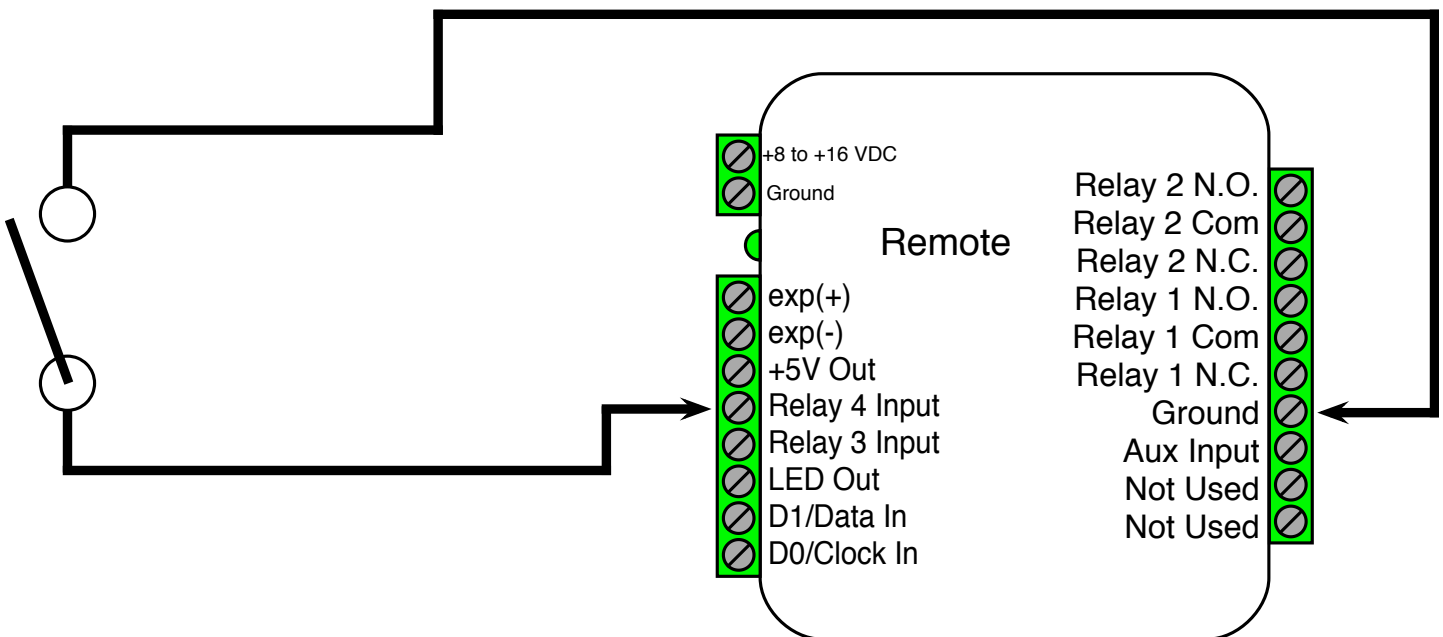 +8 to +16 VDC
Ground
Remote
exp(+)
exp(-)
+5V Out
Relay 4 Input
Relay 3 Input
LED Out
D1/Data In
D0/Clock In
Relay 2 N.O.
Relay 2 Com
Relay 2 N.C.
Relay 1 N.O.
Relay 1 Com
Relay 1 N.C.
Ground
Aux Input
Not Used
Not Used